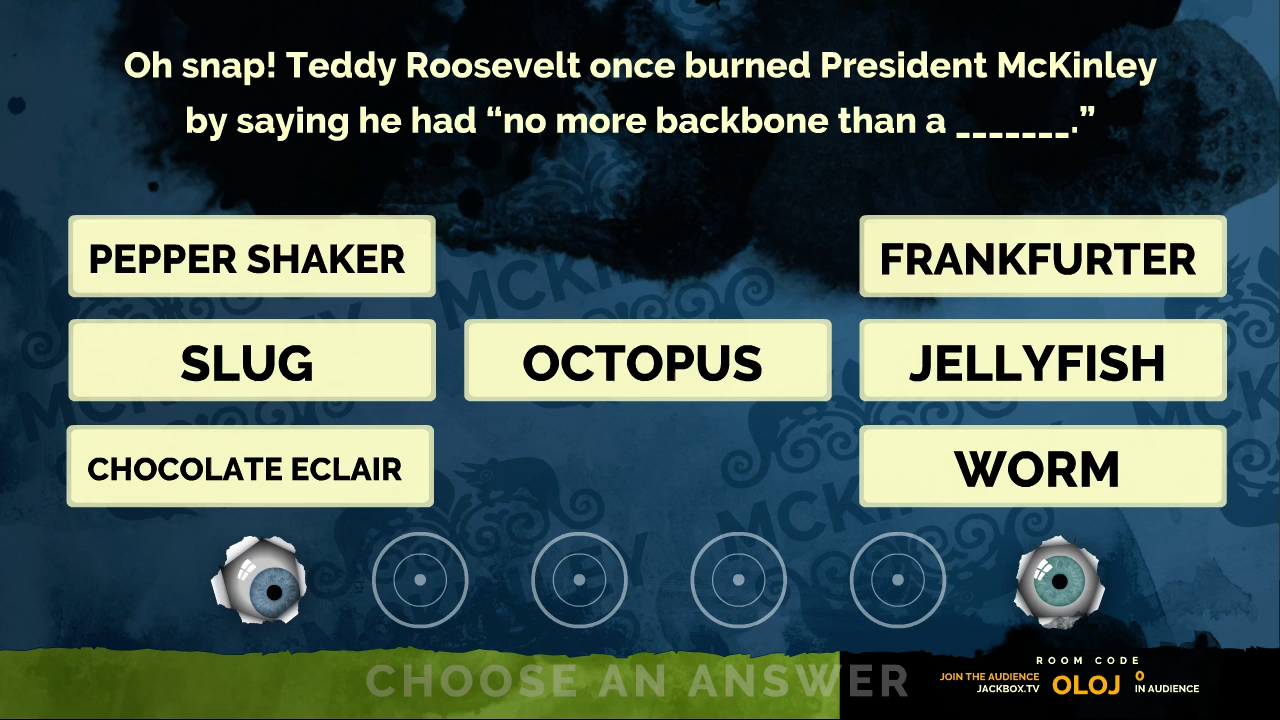 Oh snap! Teddy Roosevelt once burned President McKinley
by saying he had “no more backbone than a _______.”
PEPPER SHAKER
FRANKFURTER
SLUG
OCTOPUS
JELLYFISH
CHOCOLATE ECLAIR
WORM
CHOOSE AN ANSWER
ROOM CODE
JOIN THE AUDIENCE
JACKBOX.TV
OLOJ
0
IN AUDIENCE